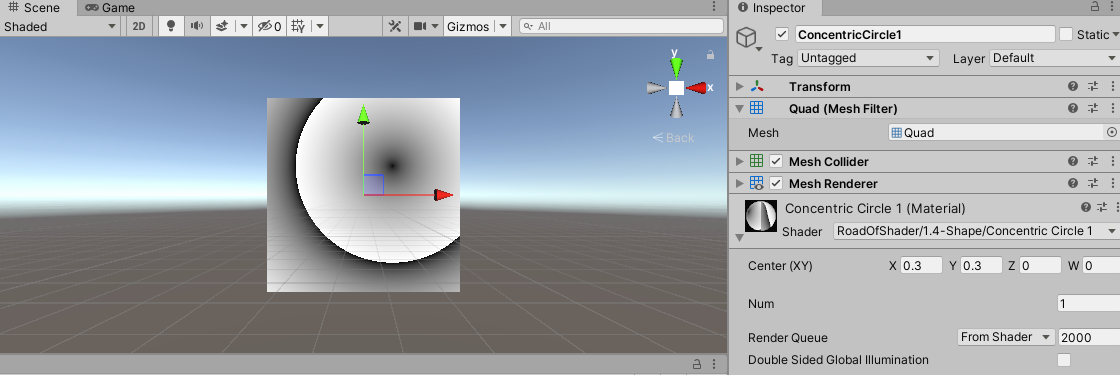 Scene Game
Inspector
Shaded 2D 0 Gizmos All
ConcentricCircle1 Static
Tag Untagged Layer Default
y
x
Back
Transform
Quad (Mesh Filter)
Mesh Quad
Mesh Collider
Mesh Renderer
Concentric Circle 1 (Material)
Shader RoadOfShader/1.4-Shape/Concentric Circle 1
Center (XY) X 0.3 Y 0.3 Z 0 W 0
Num 1
Render Queue From Shader 2000
Double Sided Global Illumination